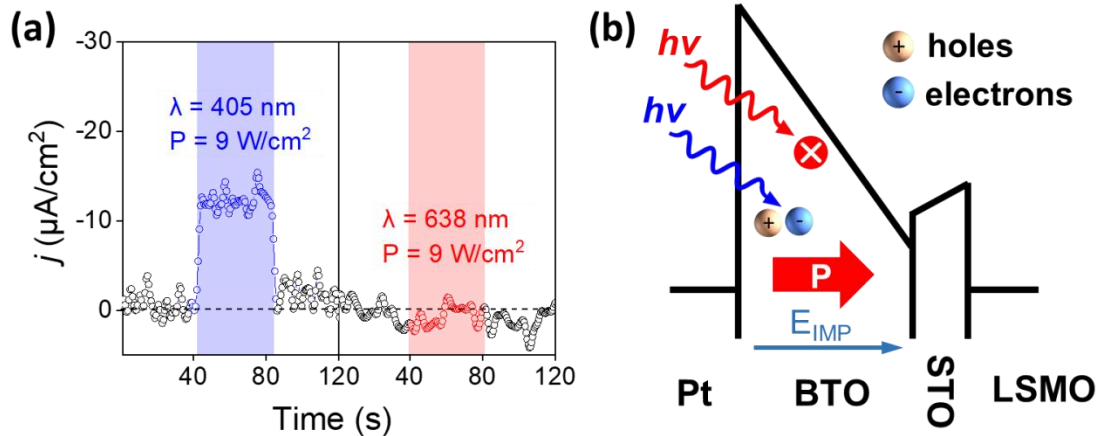 (a)
-30
-20
-10
0
j (μA/cm²)
λ = 405 nm
P = 9 W/cm²
λ = 638 nm
P = 9 W/cm²
40 80 120 40 80 120
Time (s)
(b)
hν
hν
+ holes
- electrons
+ -
P
E_IMP
Pt BTO STO LSMO